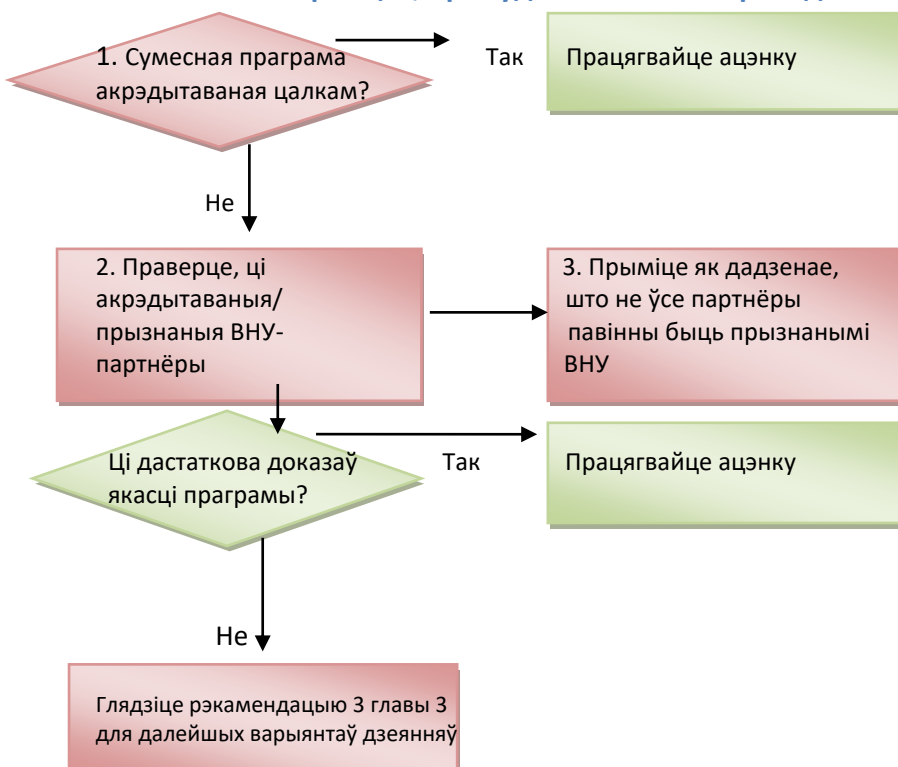 1. Сумесная праграма
акрэдытаваная цалкам?
Так
Працягвайце ацэнку
Не
2. Праверце, ці
акрэдытаваныя/
прызнаныя ВНУ-
партнёры
3. Прыміце як дадзенае,
што не ўсе партнёры
павінны быць прызнанымі
ВНУ
Ці дастаткова доказаў
якасці праграмы?
Так
Працягвайце ацэнку
Не
Глядзіце рэкамендацыю 3 главы 3
для далейшых варыянтаў дзеянняў